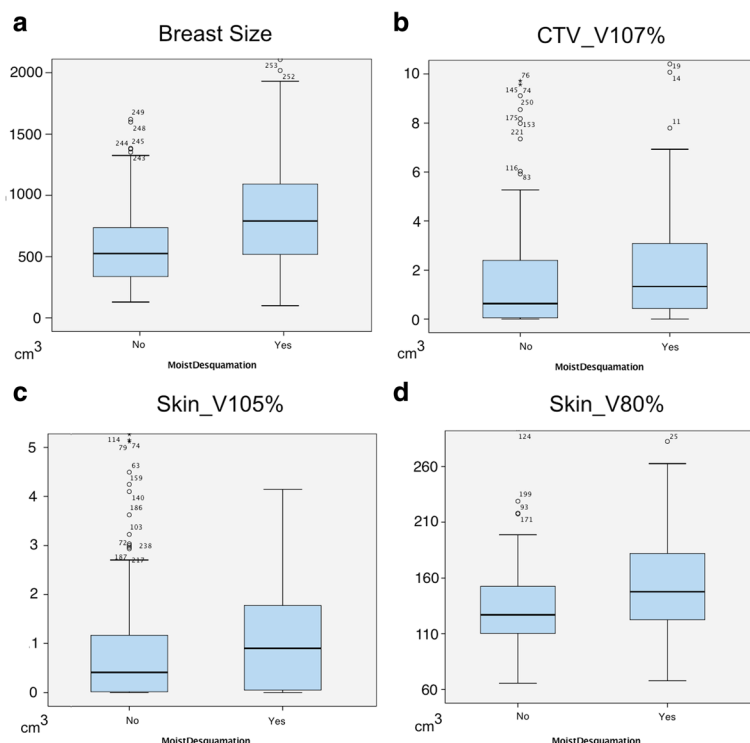 a
Breast Size
2000
1500
1000
500
0
253
252
249
248
244
245
243
No
Yes
cm3
MoistDesquamation
b
CTV_V107%
10
8
6
4
2
0
76
145
74
250
175
153
221
116
83
19
14
11
No
Yes
cm3
MoistDesquamation
c
Skin_V105%
5
4
3
2
.1
0
114
74
79
63
159
140
186
103
72
238
187
217
No
Yes
cm3
MoistDesquamation
d
Skin_V80%
260
210
160
110
60
124
199
93
171
25
No
Yes
cm3
MoistDesquamation